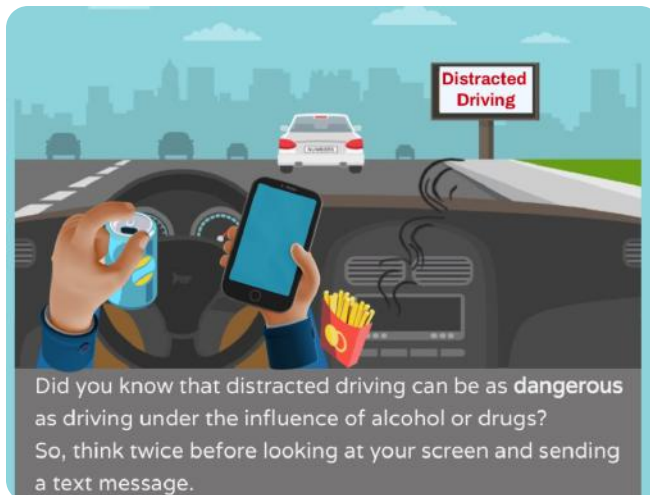 Distracted
Driving
Did you know that distracted driving can be as dangerous
as driving under the influence of alcohol or drugs?
So, think twice before looking at your screen and sending
a text message.